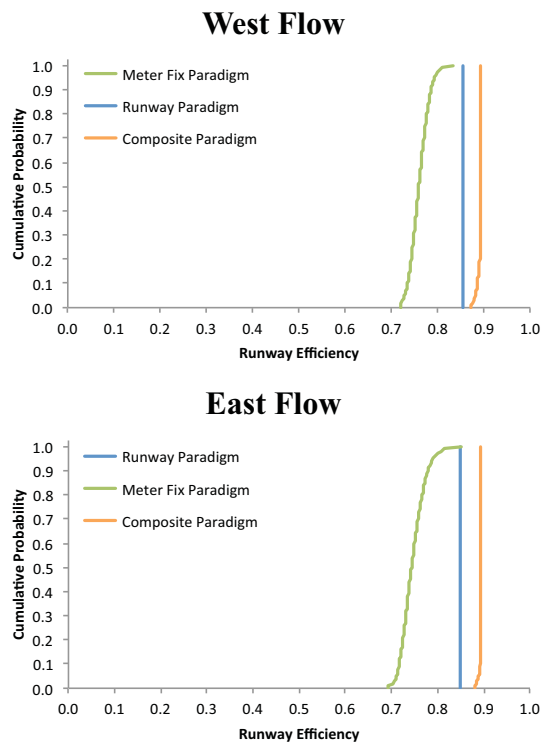 West Flow
1.0
0.9
0.8
0.7
0.6
0.5
0.4
0.3
0.2
0.1
0.0
Cumulative Probability
Meter Fix Paradigm
Runway Paradigm
Composite Paradigm
0.0 0.1 0.2 0.3 0.4 0.5 0.6 0.7 0.8 0.9 1.0
Runway Efficiency
East Flow
1.0
0.9
0.8
0.7
0.6
0.5
0.4
0.3
0.2
0.1
0.0
Cumulative Probability
Runway Paradigm
Meter Fix Paradigm
Composite Paradigm
0.0 0.1 0.2 0.3 0.4 0.5 0.6 0.7 0.8 0.9 1.0
Runway Efficiency